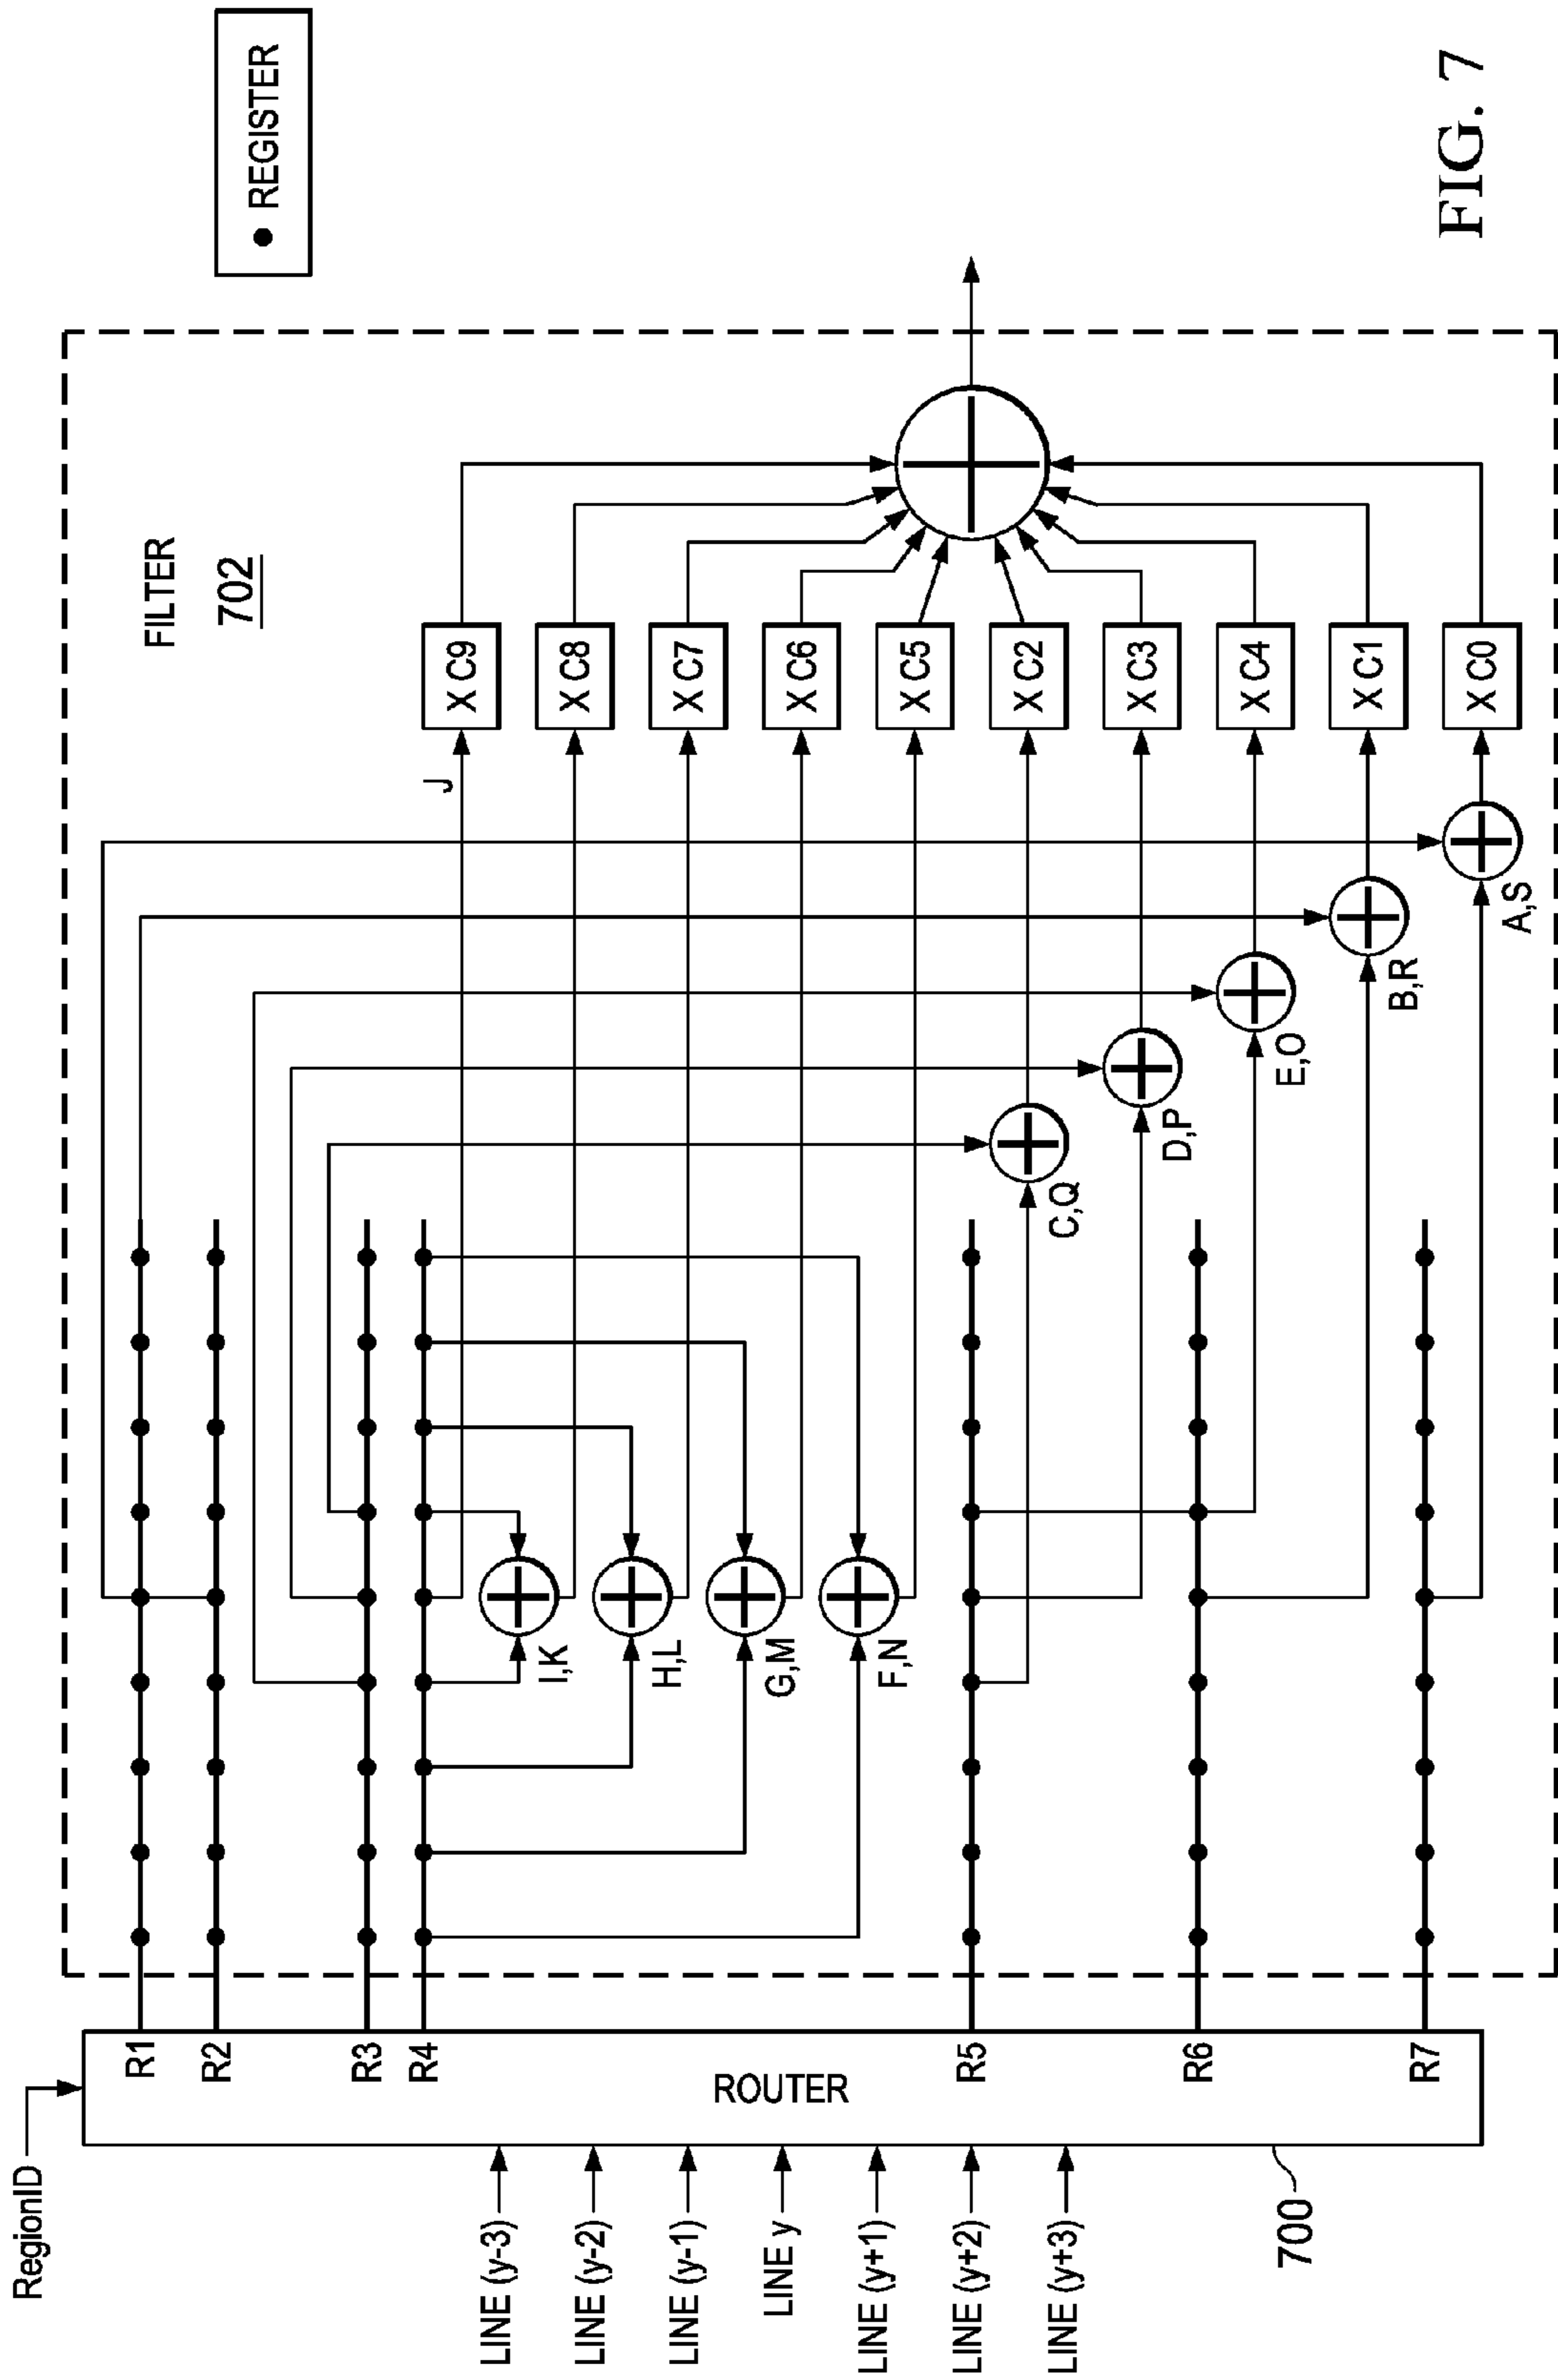 RegionID
LINE (y-3)
LINE (y-2)
LINE (y-1)
LINE y
LINE (y+1)
LINE (y+2)
LINE (y+3)
700
ROUTER
R1
R2
R3
R4
R5
R6
R7
FILTER
702
I,K
H,L
G,M
F,N
C,Q
D,P
E,O
B,R
A,S
J
X C9
X C8
X C7
X C6
X C5
X C2
X C3
X C4
X C1
X C0
REGISTER
FIG. 7